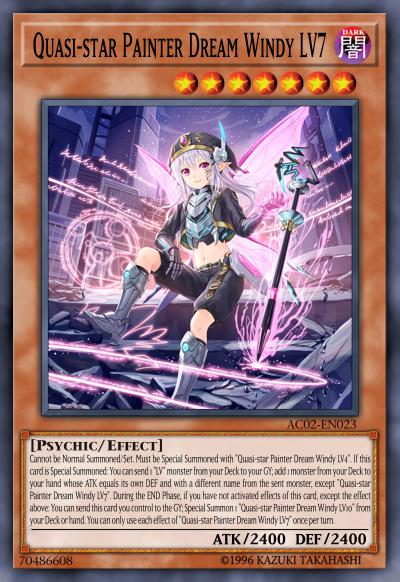 Quasi-star Painter Dream Windy LV7
DARK
闇
AC02-EN023
[Psychic/Effect]
Cannot be Normal Summoned/Set. Must be Special Summoned with "Quasi-star Painter Dream Windy LV4". If this
card is Special Summoned: You can send 1 "LV" monster from your Deck to your GY; add 1 monster from your Deck to
your hand whose ATK equals its own DEF and with a different name from the sent monster, except "Quasi-star
Painter Dream Windy LV7". During the END Phase, if you have not activated effects of this card, except the effect
above: You can send this card you control to the GY; Special Summon 1 "Quasi-star Painter Dream Windy LV10" from
your Deck or hand. You can only use each effect of "Quasi-star Painter Dream Windy LV7" once per turn.
ATK/2400 DEF/2400
70486608
©1996 KAZUKI TAKAHASHI